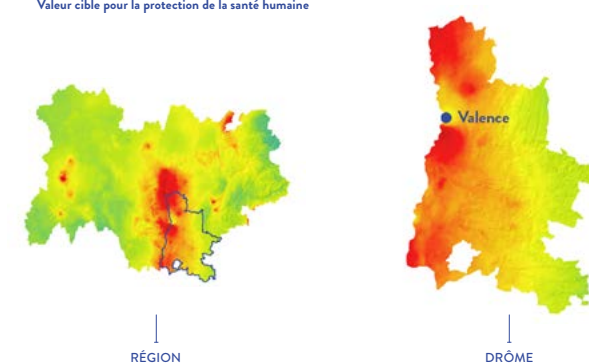 Valeur cible pour la protection de la santé humaine
Valence
RÉGION
DRÔME